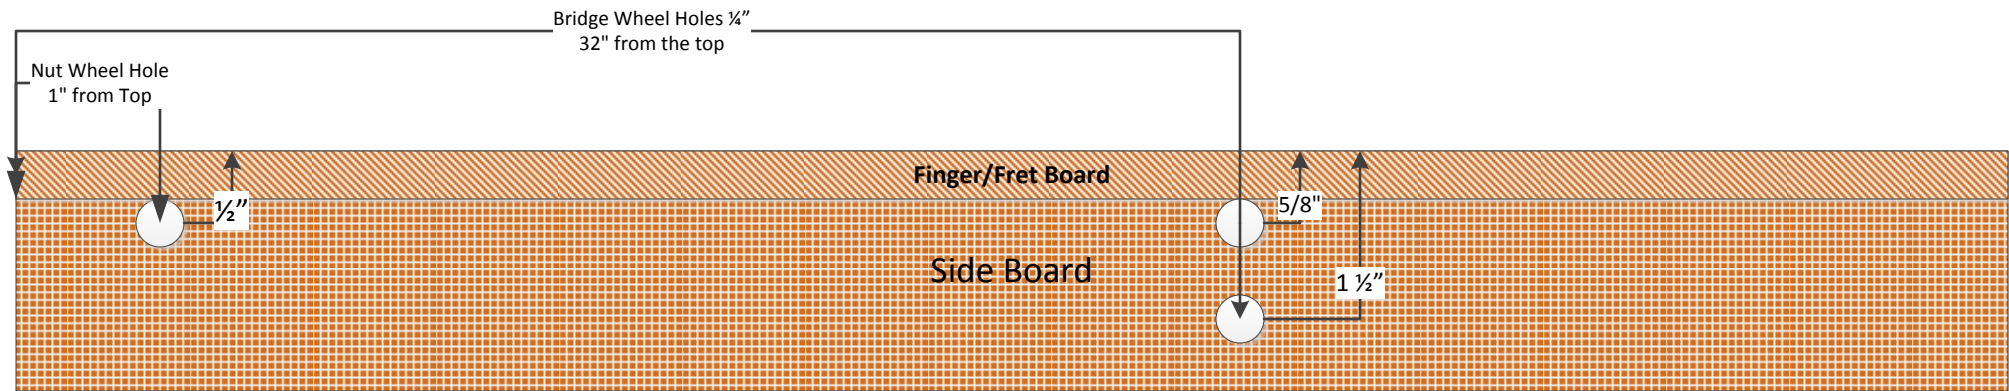 Bridge Wheel Holes ¼”
32" from the top
Nut Wheel Hole
1" from Top
Finger/Fret Board
½”
5/8"
Side Board
1 ½”